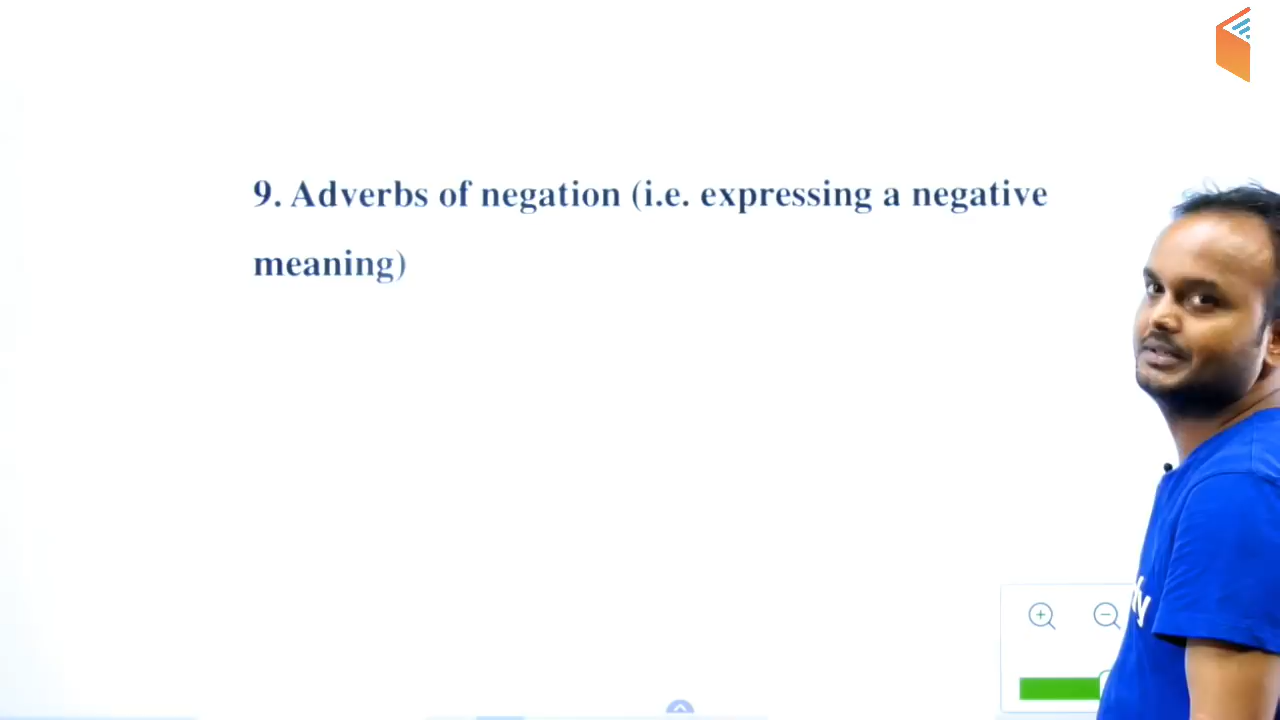 9. Adverbs of negation (i.e. expressing a negative
meaning)